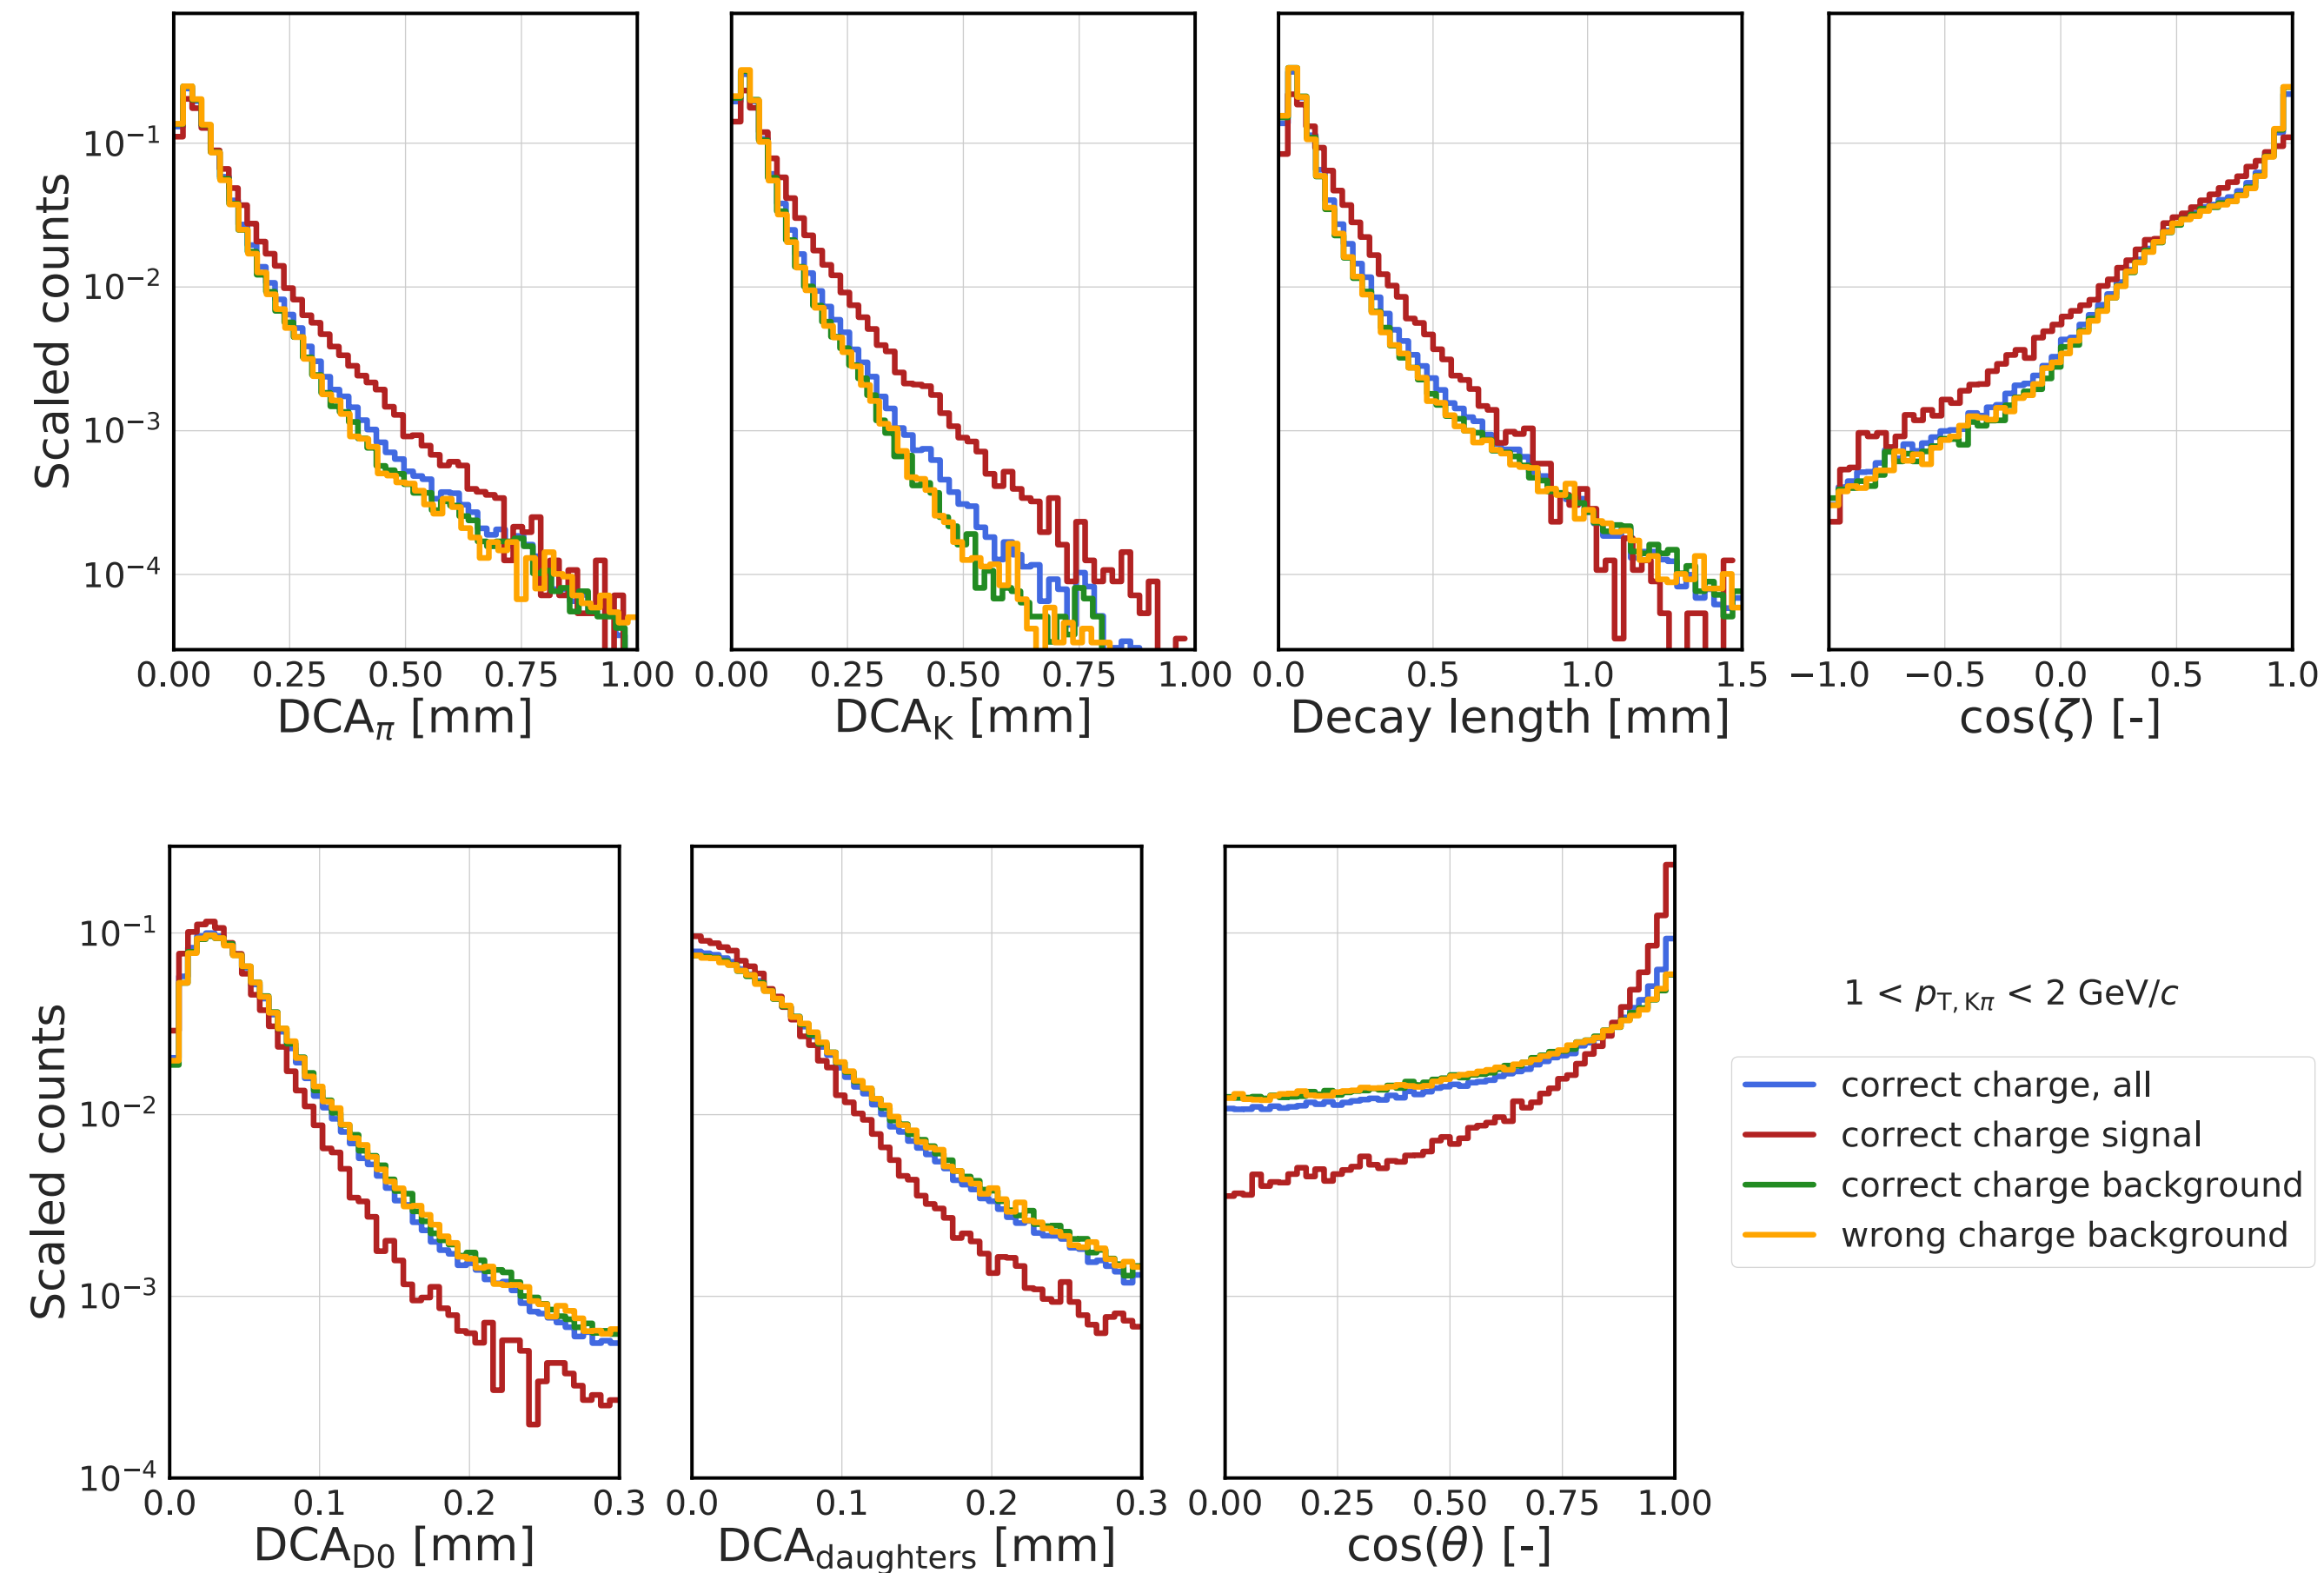 Scaled counts
10−1
10−2
10−3
10−4
0.00 0.25 0.50 0.75 1.00
DCAπ [mm]
0.00 0.25 0.50 0.75 1.00
DCAK [mm]
0.0 0.5 1.0 1.5
Decay length [mm]
−1.0 −0.5 0.0 0.5 1.0
cos(ζ) [-]
Scaled counts
10−1
10−2
10−3
10−4
0.0 0.1 0.2 0.3
DCAD0 [mm]
0.0 0.1 0.2 0.3
DCAdaughters [mm]
0.00 0.25 0.50 0.75 1.00
cos(θ) [-]
1 < pT, Kπ < 2 GeV/c
correct charge, all
correct charge signal
correct charge background
wrong charge background